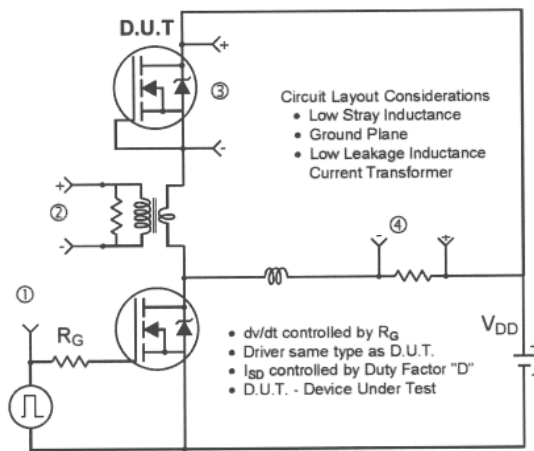 D.U.T
+
③
-
Circuit Layout Considerations
• Low Stray Inductance
• Ground Plane
• Low Leakage Inductance
Current Transformer
+
②
-
- ④ +
①
RG
VDD
• dv/dt controlled by RG
• Driver same type as D.U.T.
• ISD controlled by Duty Factor "D"
• D.U.T. - Device Under Test
+
-